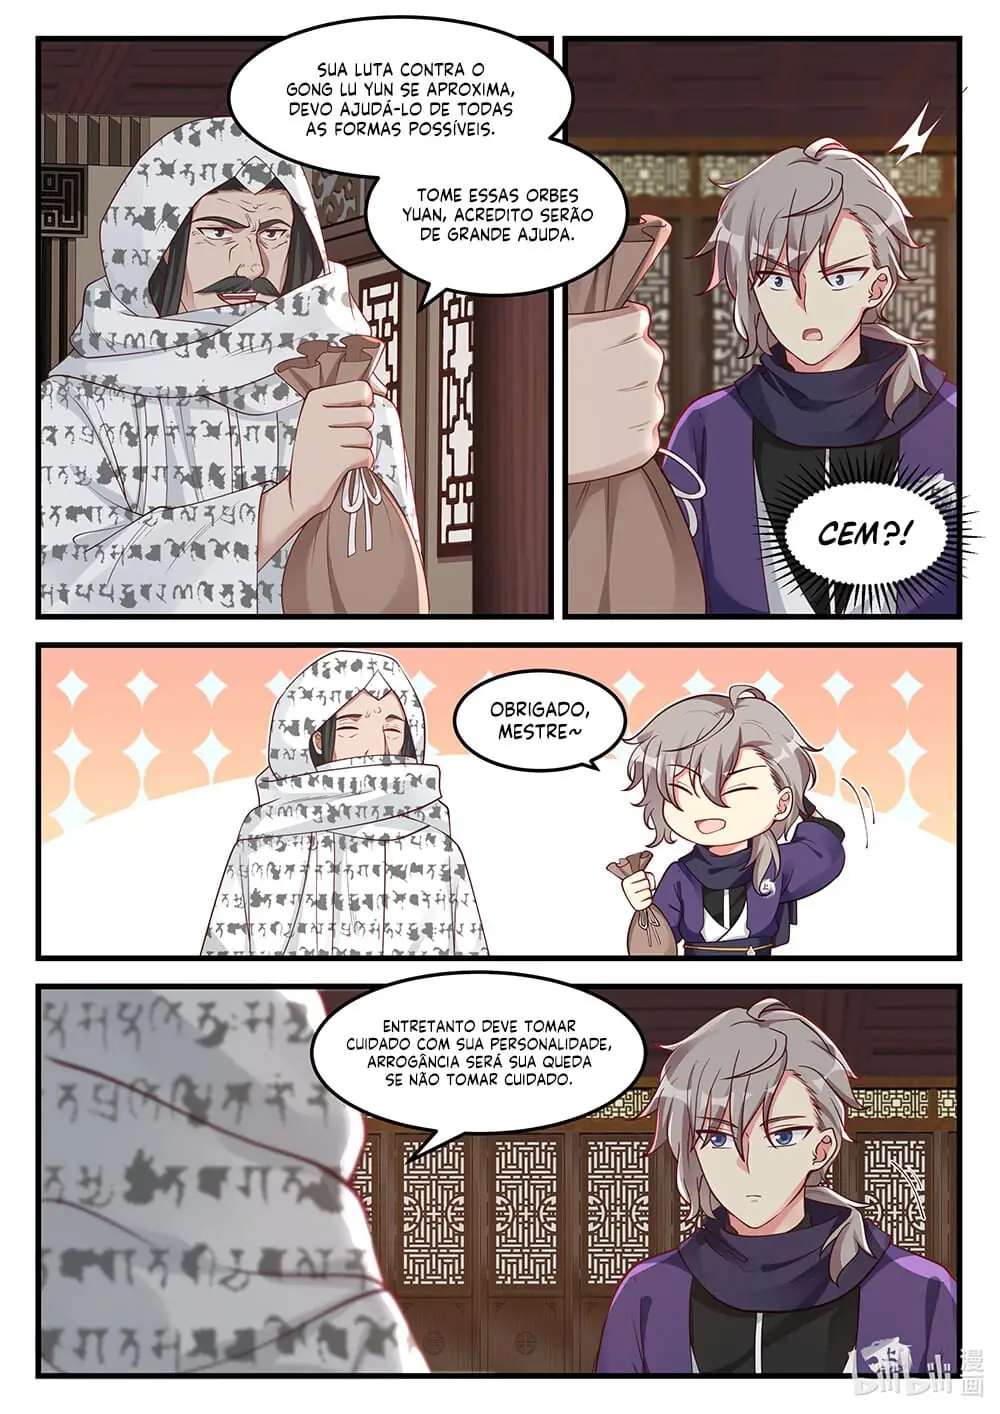 SUA LUTA CONTRA O
GONG LU YUN SE APROXIMA,
DEVO AJUDÁ-LO DE TODAS
AS FORMAS POSSÍVEIS.
TOME ESSAS ORBES
YUAN, ACREDITO SERÃO
DE GRANDE AJUDA.
CEM?!
OBRIGADO,
MESTRE~
ENTRETANTO DEVE TOMAR
CUIDADO COM SUA PERSONALIDADE,
ARROGÂNCIA SERÁ SUA QUEDA
SE NÃO TOMAR CUIDADO.
bilibili 漫画